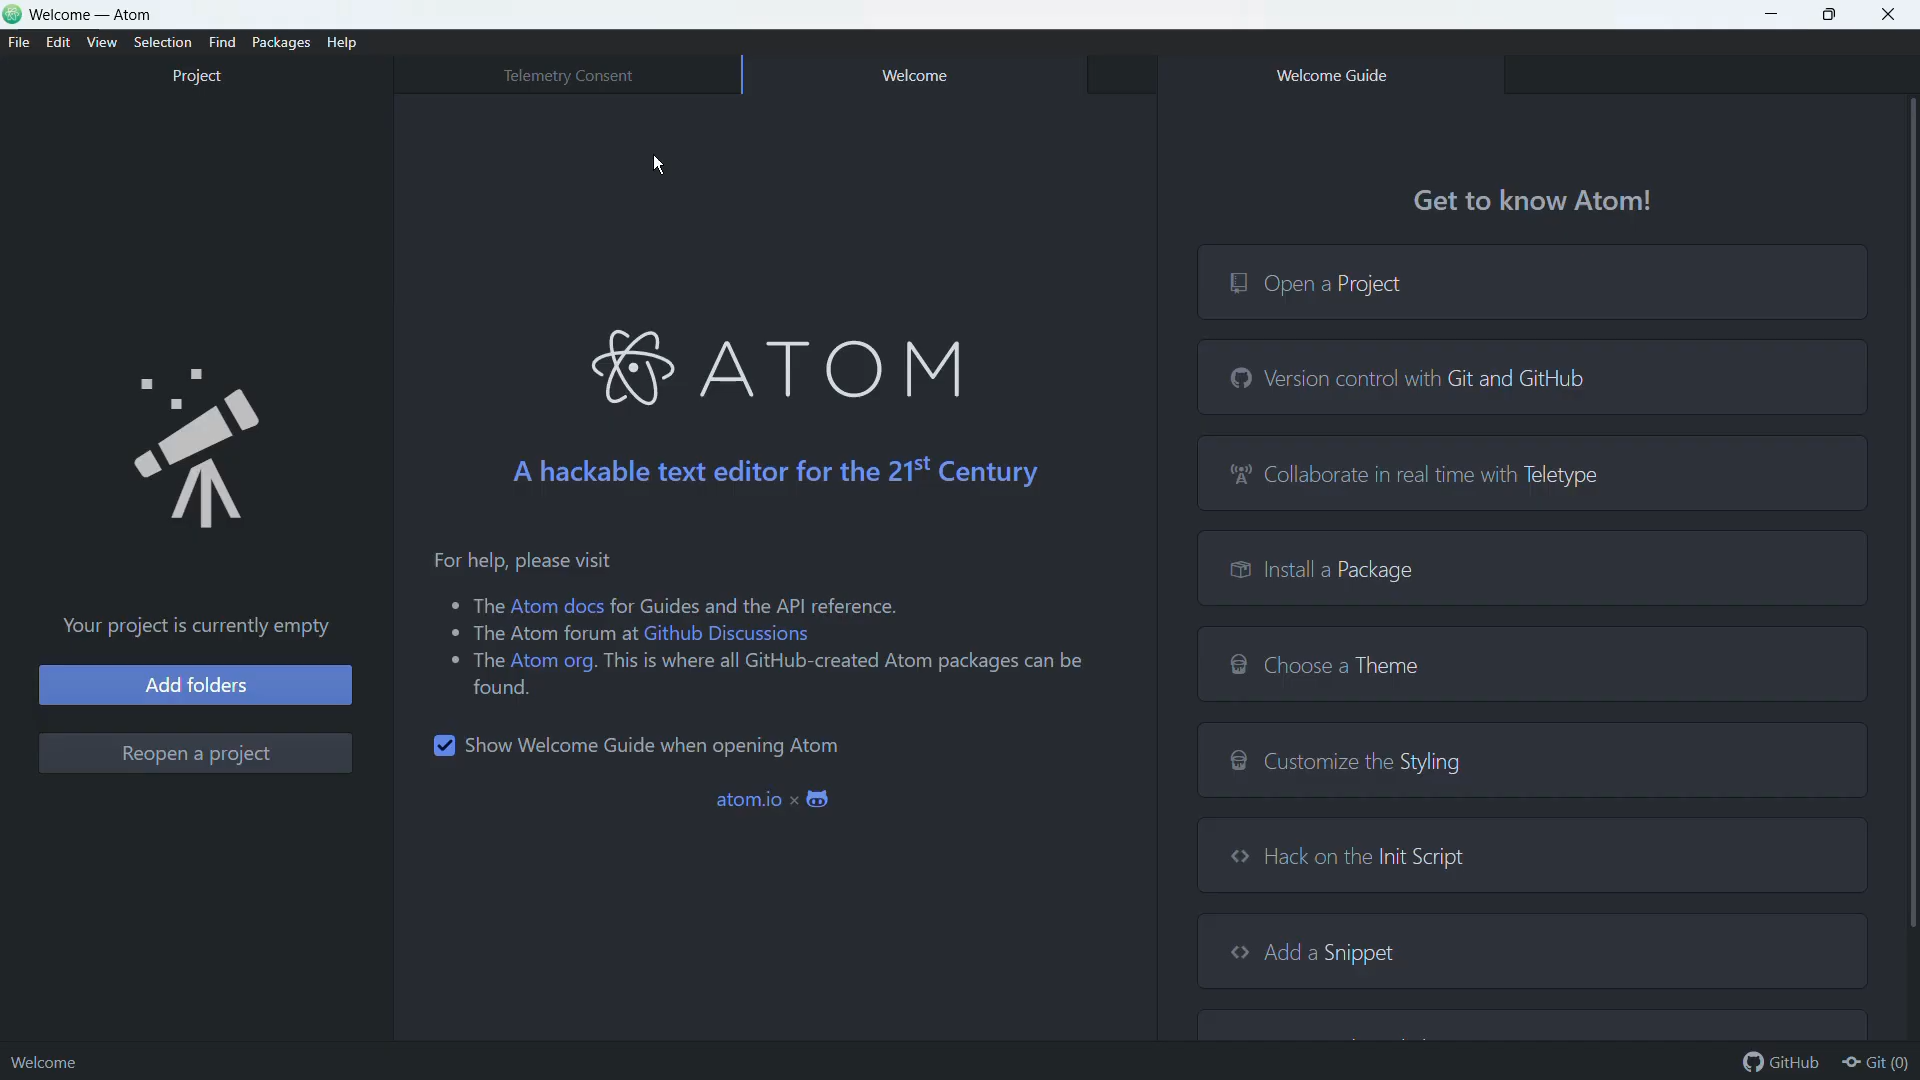 Welcome — Atom
File Edit View Selection Find Packages Help
Project
Telemetry Consent
Welcome
Welcome Guide
Your project is currently empty
Add folders
Reopen a project
ATOM
A hackable text editor for the 21st Century
For help, please visit
• The Atom docs for Guides and the API reference.
• The Atom forum at Github Discussions
• The Atom org. This is where all GitHub-created Atom packages can be
found.
Show Welcome Guide when opening Atom
atom.io ×
Get to know Atom!
Open a Project
Version control with Git and GitHub
Collaborate in real time with Teletype
Install a Package
Choose a Theme
Customize the Styling
Hack on the Init Script
Add a Snippet
Welcome
GitHub Git (0)